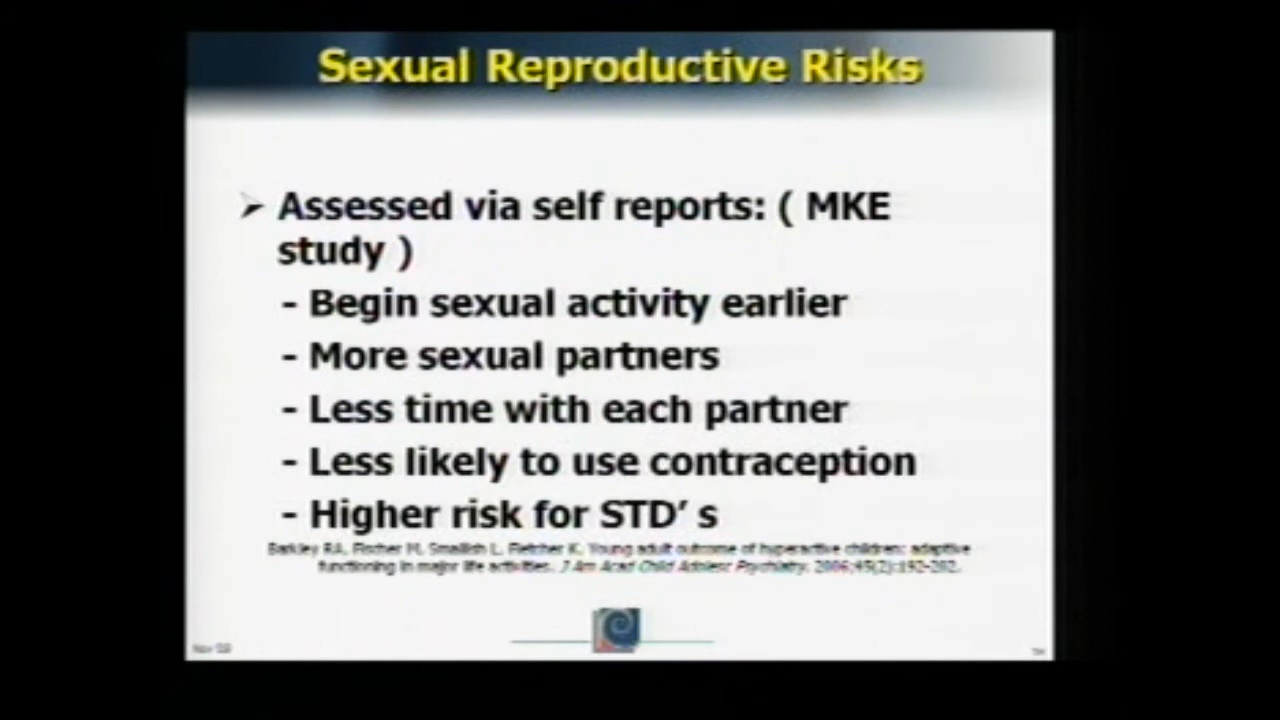 Sexual Reproductive Risks
➢ Assessed via self reports: ( MKE
study )
- Begin sexual activity earlier
- More sexual partners
- Less time with each partner
- Less likely to use contraception
- Higher risk for STD’ s
Barkley RA, Fischer M, Smallish L, Fletcher K. Young adult outcome of hyperactive children: adaptive
functioning in major life activities. J Am Acad Child Adolesc Psychiatry. 2006;45(2):192-202.